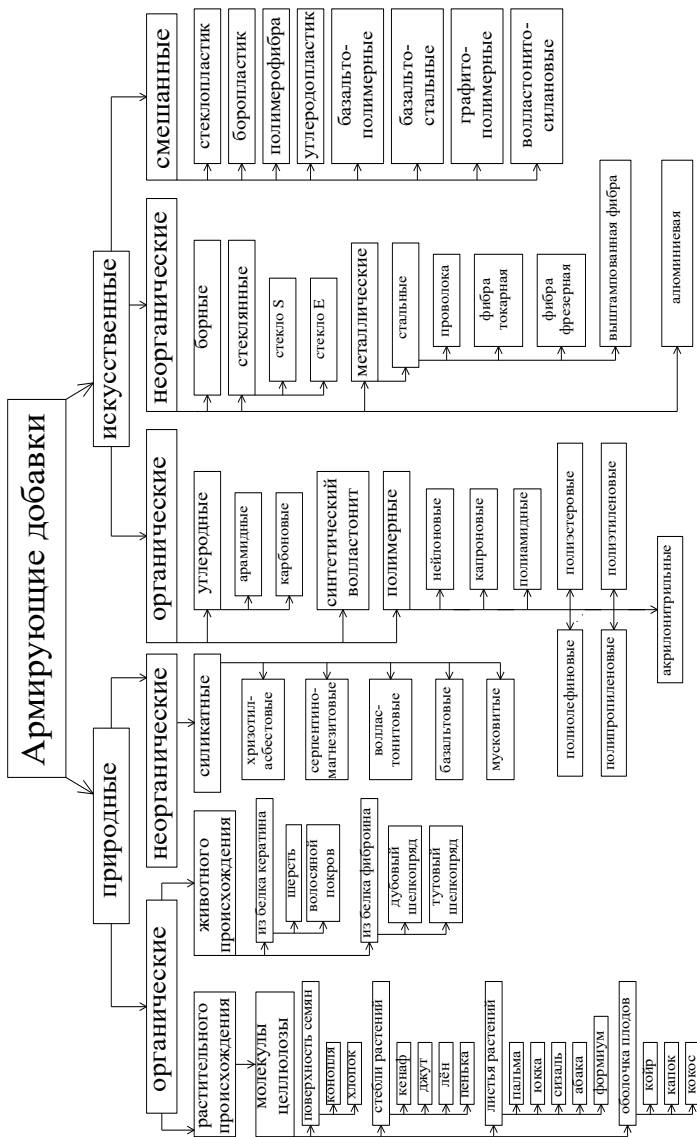 Армирующие добавки
природные
искусственные
органические
неорганические
органические
неорганические
смешанные
растительного
происхождения
молекулы
целлюлозы
поверхность семян
конопля
хлопок
стебли растений
кенаф
джут
лён
пенька
листья растений
пальма
юкка
сизаль
абака
формиум
оболочка плодов
койр
капок
кокос
животного
происхождения
из белка кератина
шерсть
волосяной
покров
из белка фиброина
дубовый
шелкопряд
тутовый
шелкопряд
силикатные
хризотил-
асбестовые
серпентино-
магнезитовые
воллас-
тонитовые
базальтовые
мусковитые
углеродные
арамидные
карбоновые
синтетический
волластонит
полимерные
нейлоновые
капроновые
полиамидные
полиолефиновые
полиэстеровые
полипропиленовые
полиэтиленовые
акрилонитрильные
борные
стеклянные
стекло S
стекло E
металлические
стальные
проволока
фибра
токарная
фибра
фрезерная
выштампованная фибра
алюминиевая
стеклопластик
боропластик
полимерофибра
углеродопластик
базальто-
полимерные
базальто-
стальные
графито-
полимерные
волластонито-
силановые